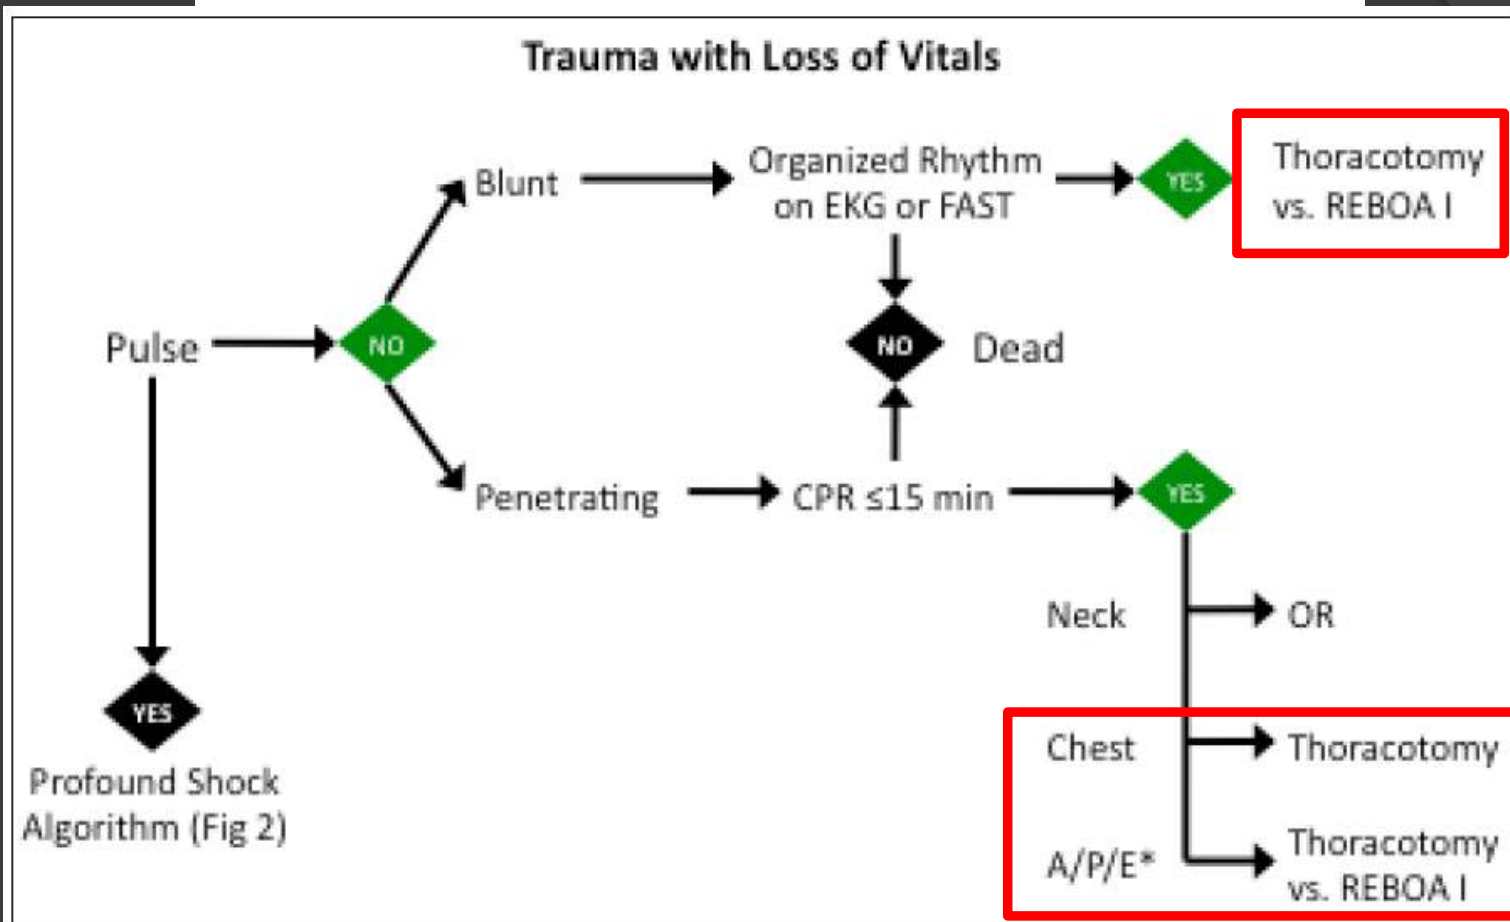 Trauma with Loss of Vitals
Blunt
Organized Rhythm
on EKG or FAST
YES
Thoracotomy
vs. REBOA I
Pulse
NO
NO
Dead
Penetrating
CPR ≤15 min
YES
Neck
OR
YES
Profound Shock
Algorithm (Fig 2)
Chest
Thoracotomy
A/P/E*
Thoracotomy
vs. REBOA I